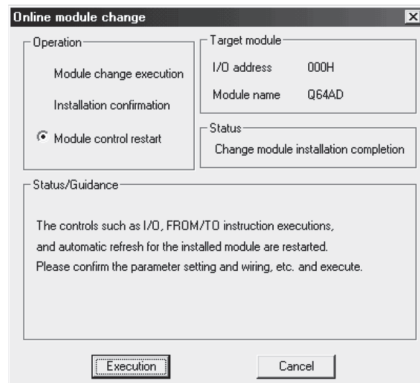 Online module change
Operation
Module change execution
Installation confirmation
Module control restart
Target module
I/O address 000H
Module name Q64AD
Status
Change module installation completion
Status/Guidance
The controls such as I/O, FROM/TO instruction executions,
and automatic refresh for the installed module are restarted.
Please confirm the parameter setting and wiring, etc. and execute.
Execution
Cancel